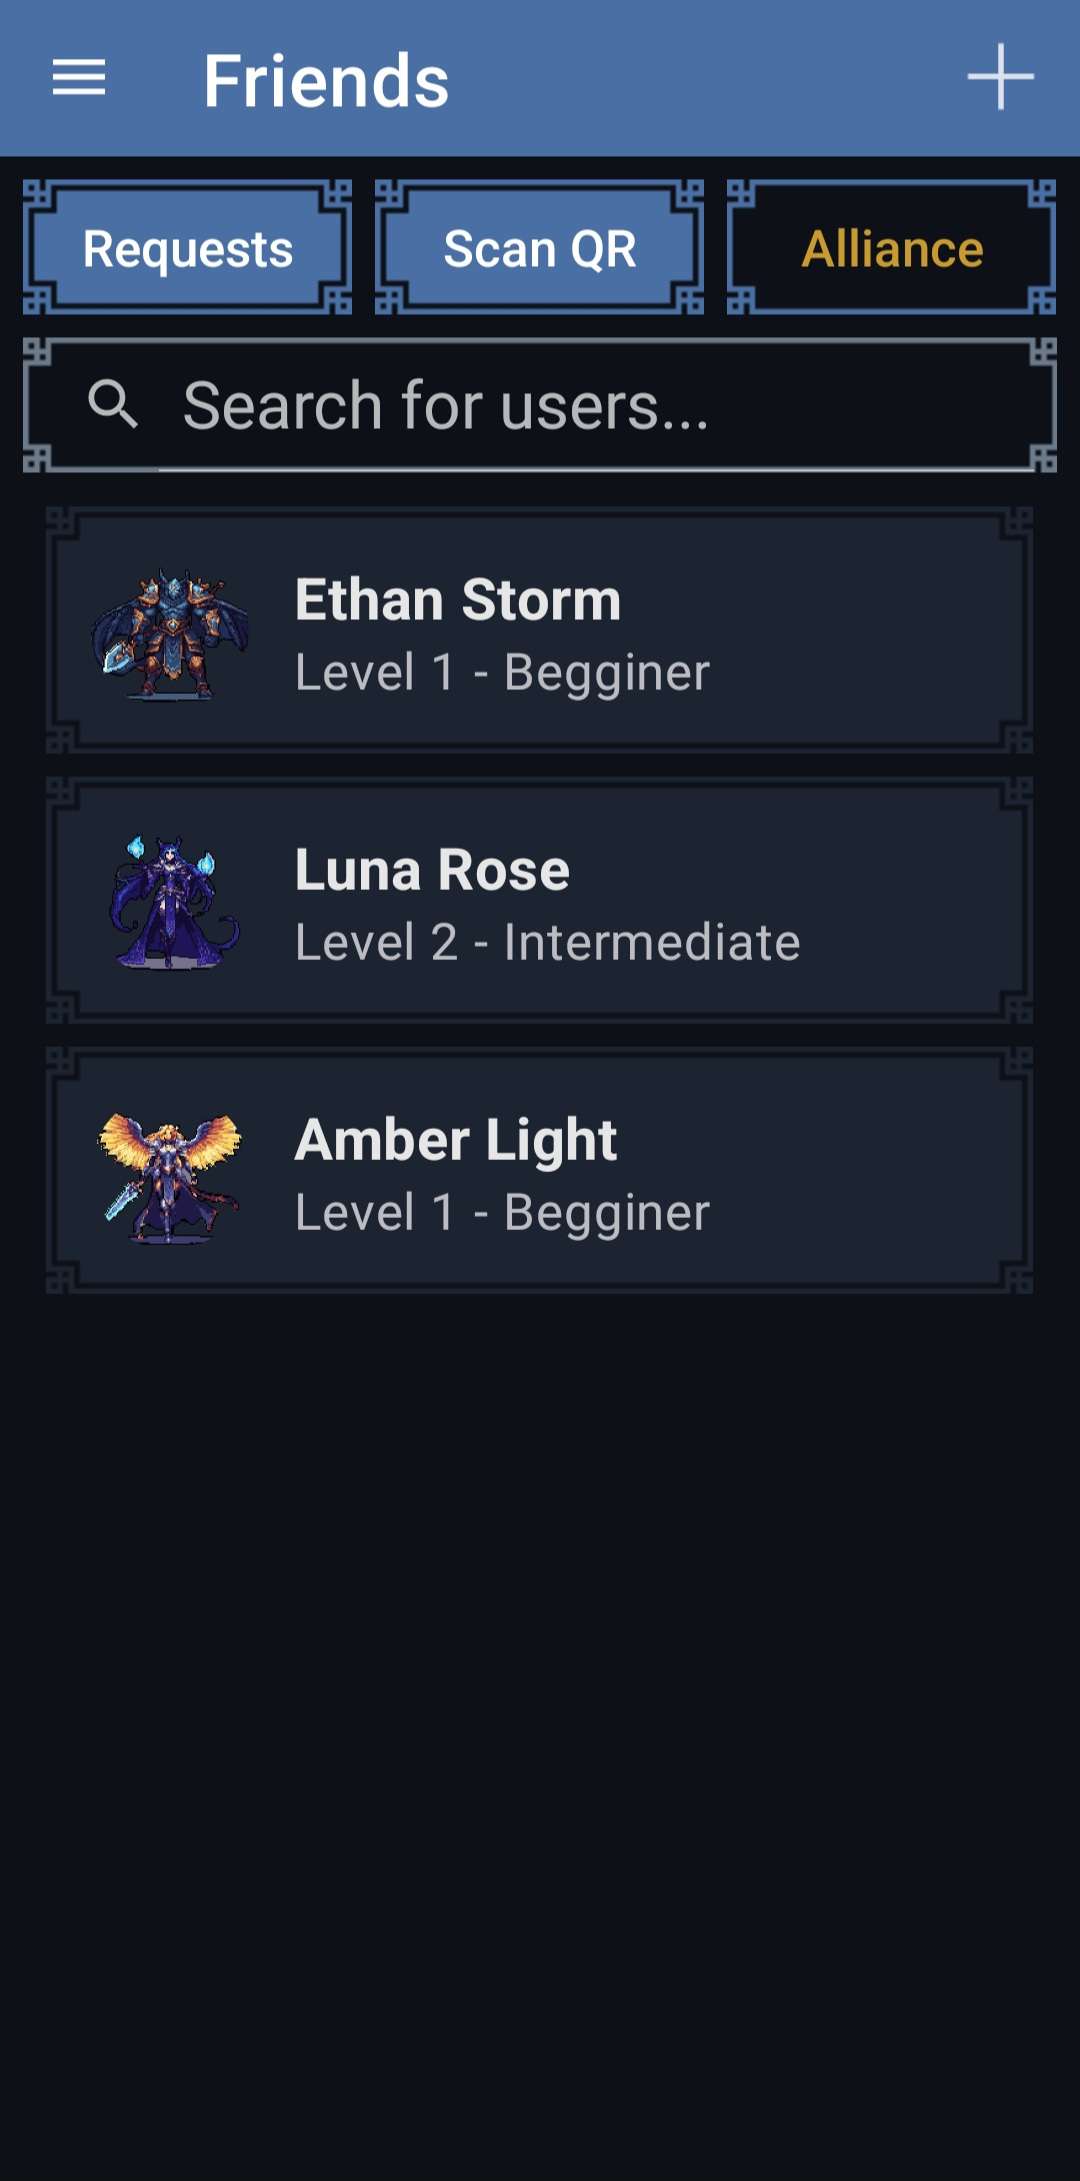 Friends
Requests
Scan QR
Alliance
Search for users...
Ethan Storm
Level 1 - Begginer
Luna Rose
Level 2 - Intermediate
Amber Light
Level 1 - Begginer